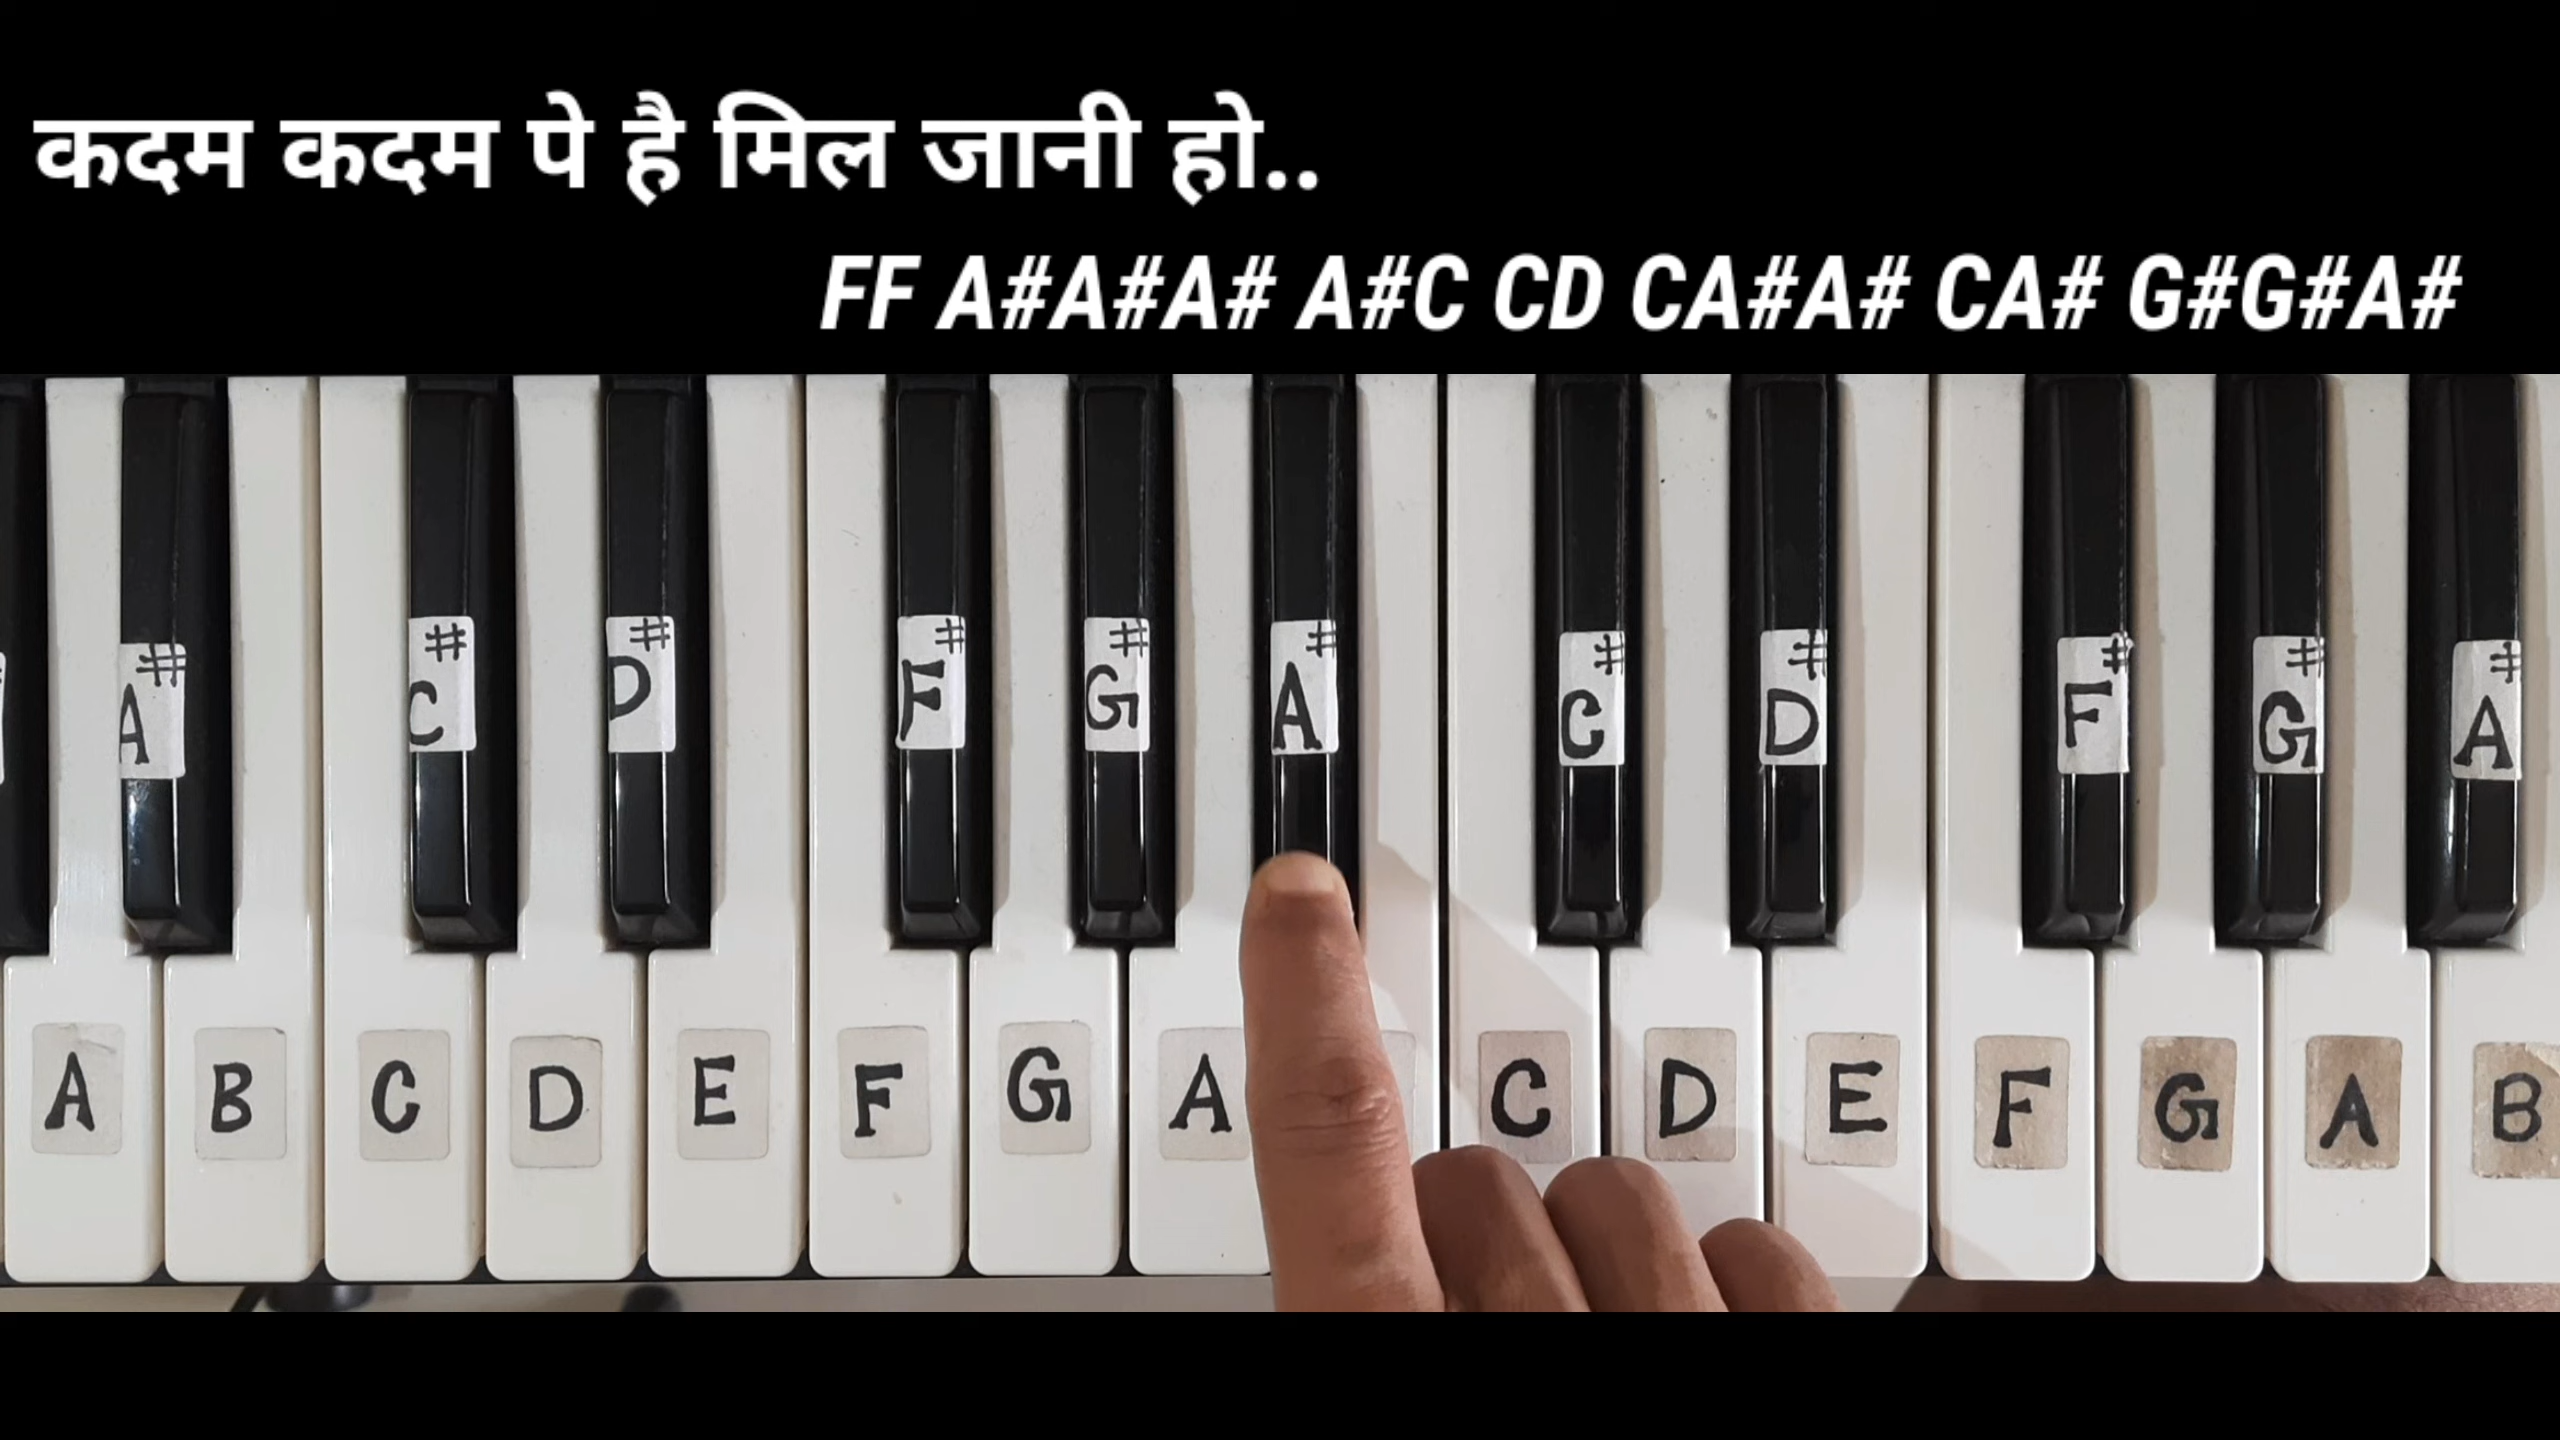 कदम कदम पे है मिल जानी हो..
FF A#A#A# A#C CD CA#A# CA# G#G#A#
A# C# D# F# G# A# C# D# F# G# A#
A B C D E F G A C D E F G A B